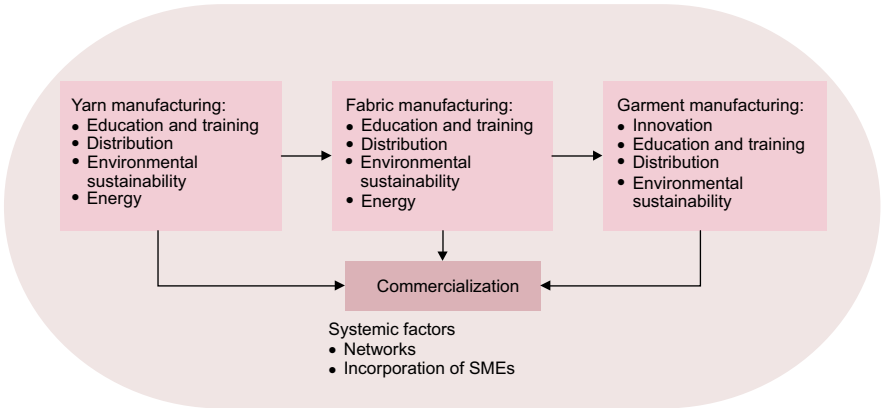 Yarn manufacturing:
• Education and training
• Distribution
• Environmental
sustainability
• Energy
Fabric manufacturing:
• Education and training
• Distribution
• Environmental
sustainability
• Energy
Garment manufacturing:
• Innovation
• Education and training
• Distribution
• Environmental
sustainability
Commercialization
Systemic factors
• Networks
• Incorporation of SMEs